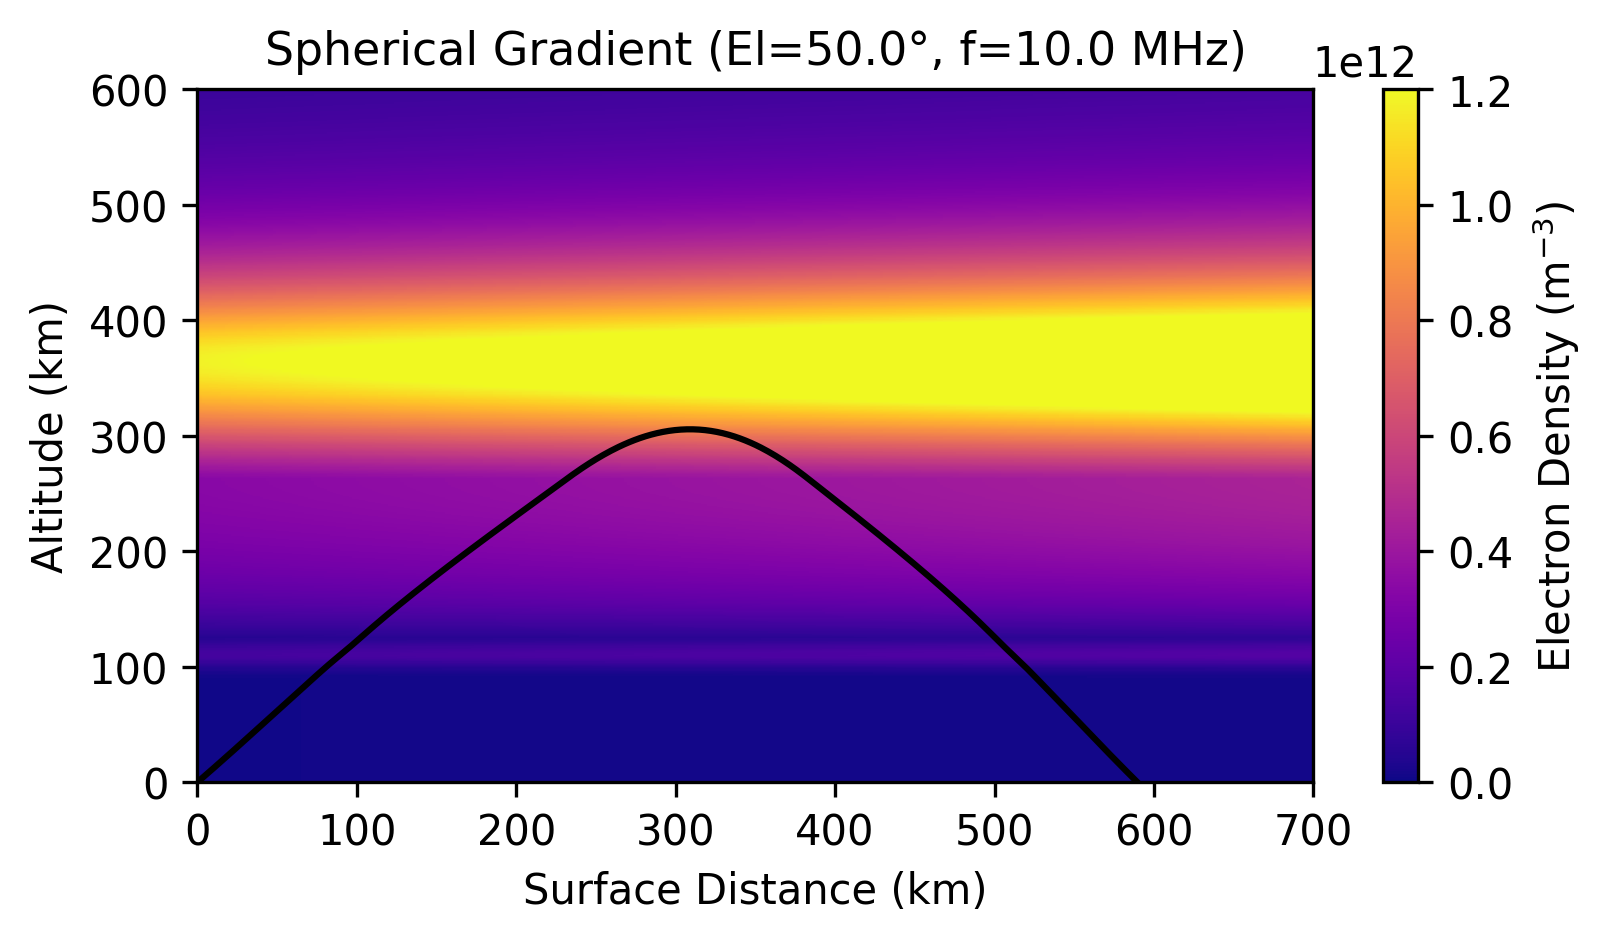 Spherical Gradient (El=50.0°, f=10.0 MHz)
1e12
600
500
400
300
200
100
0
Altitude (km)
0 100 200 300 400 500 600 700
Surface Distance (km)
1.2
1.0
0.8
0.6
0.4
0.2
0.0
Electron Density (m⁻³)